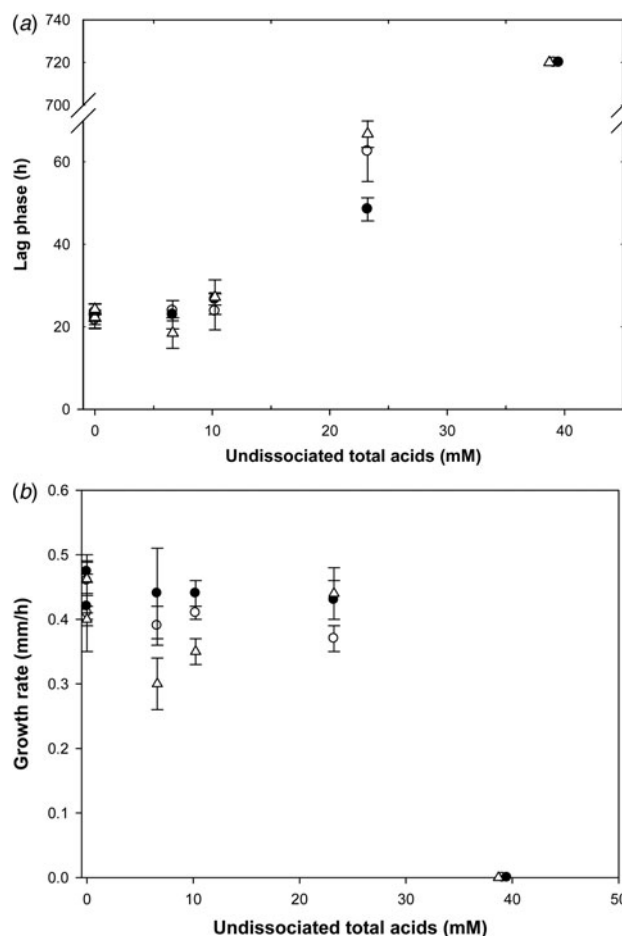 (a)
740
720
700
60
40
20
0
Lag phase (h)
0 10 20 30 40
Undissociated total acids (mM)
(b)
0.6
0.5
0.4
0.3
0.2
0.1
0.0
Growth rate (mm/h)
0 10 20 30 40 50
Undissociated total acids (mM)